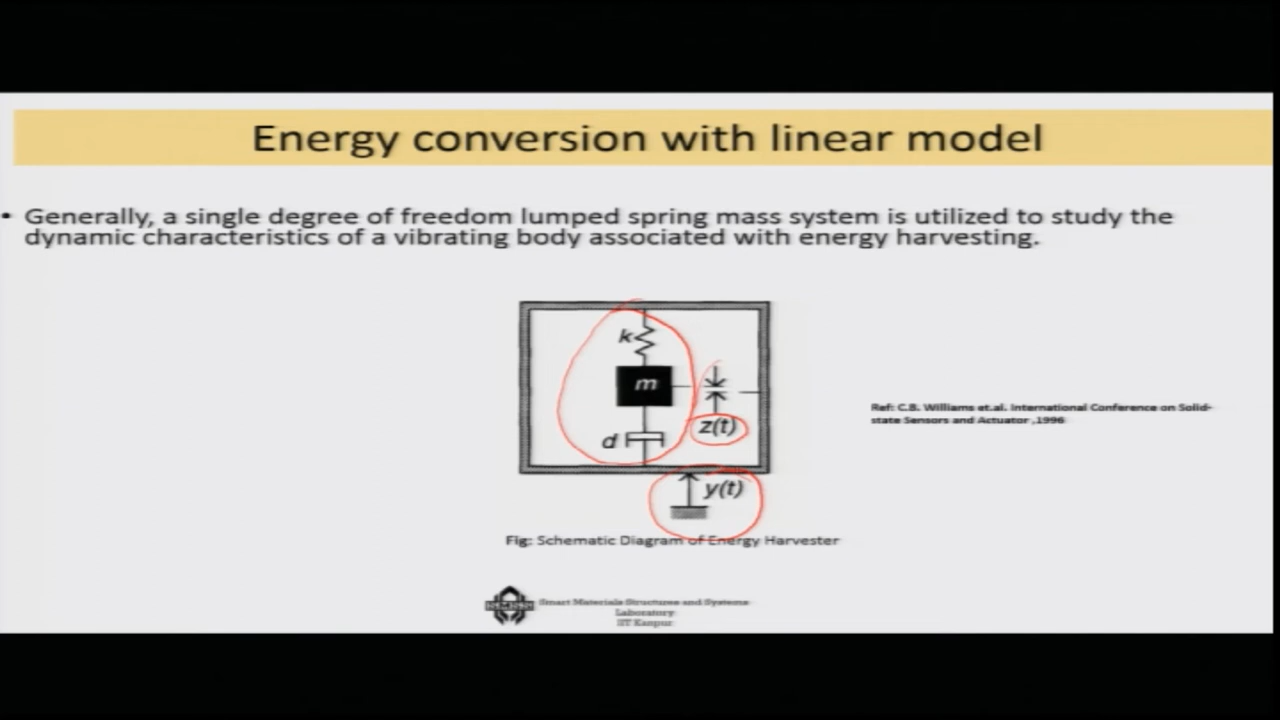 Energy conversion with linear model
• Generally, a single degree of freedom lumped spring mass system is utilized to study the
dynamic characteristics of a vibrating body associated with energy harvesting.
k
m
z(t)
d
y(t)
Ref: C.B. Williams et.al. International Conference on Solid-
state Sensors and Actuator ,1996
Fig: Schematic Diagram of Energy Harvester
Smart Materials Structures and Systems
Laboratory
IIT Kanpur